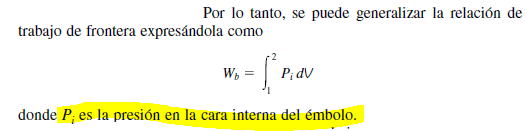 Por lo tanto, se puede generalizar la relación de
trabajo de frontera expresándola como
W_b = ∫_1^2 P_i dV
donde P_i es la presión en la cara interna del émbolo.